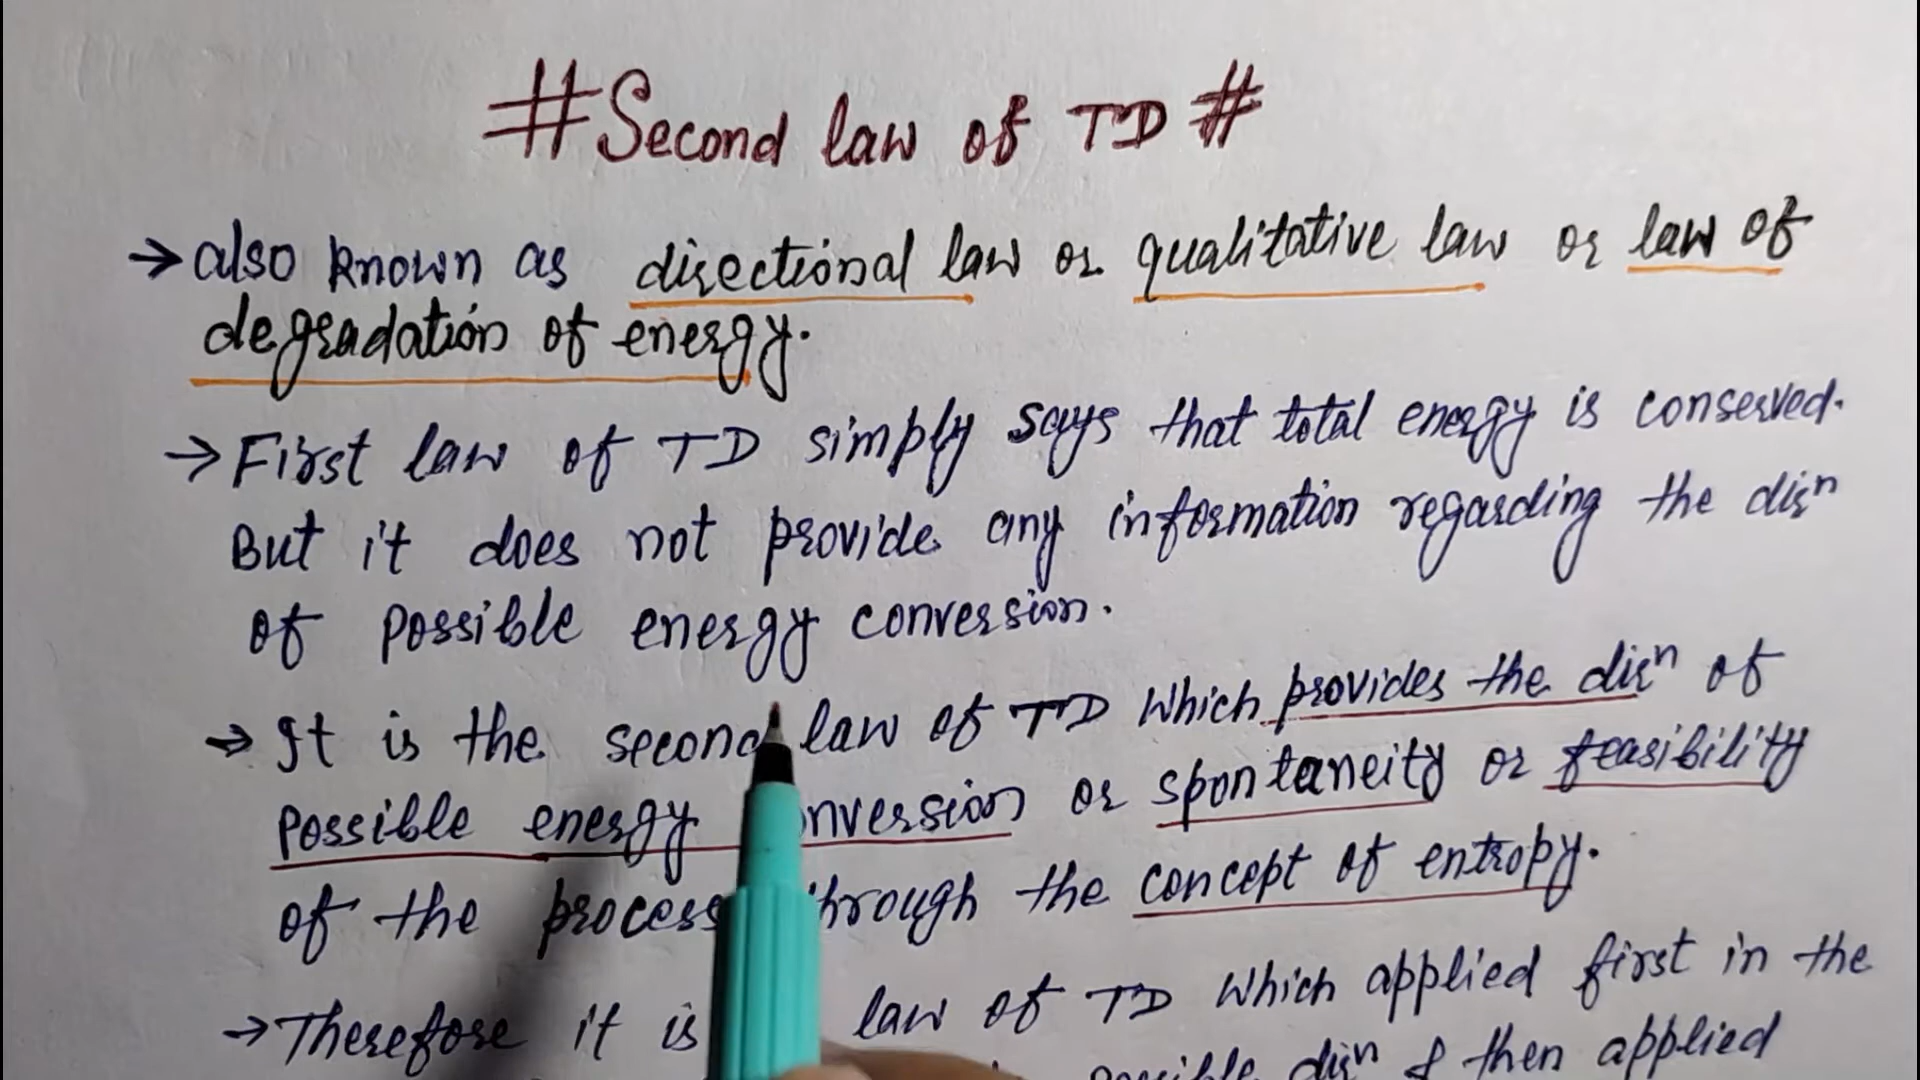 # Second law of TD #
→ also known as directional law or qualitative law or law of
degradation of energy.
→ First law of TD simply says that total energy is conserved.
But it does not provide any information regarding the dirⁿ
of possible energy conversion.
⇒ It is the second law of TD which provides the dirⁿ of
possible energy nversion or spontaneity or feasibility
of the process through the concept of entropy.
→ Therefore it is law of TD which applied first in the
possible dirⁿ & then applied